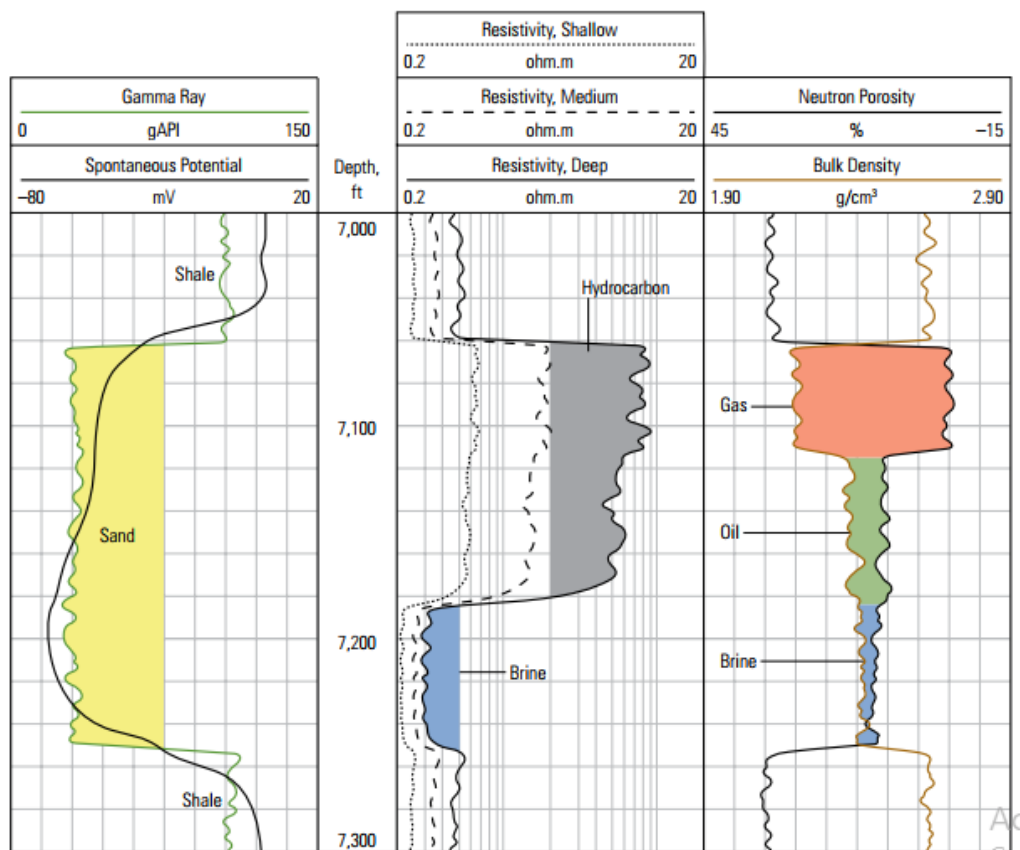 Resistivity, Shallow
0.2 ohm.m 20
Gamma Ray
0 gAPI 150
Resistivity, Medium
0.2 ohm.m 20
Neutron Porosity
45 % –15
Spontaneous Potential
–80 mV 20
Depth,
ft
Resistivity, Deep
0.2 ohm.m 20
Bulk Density
1.90 g/cm³ 2.90
7,000
Shale
Hydrocarbon
Gas
7,100
Sand
Oil
7,200
Brine
Brine
Shale
7,300